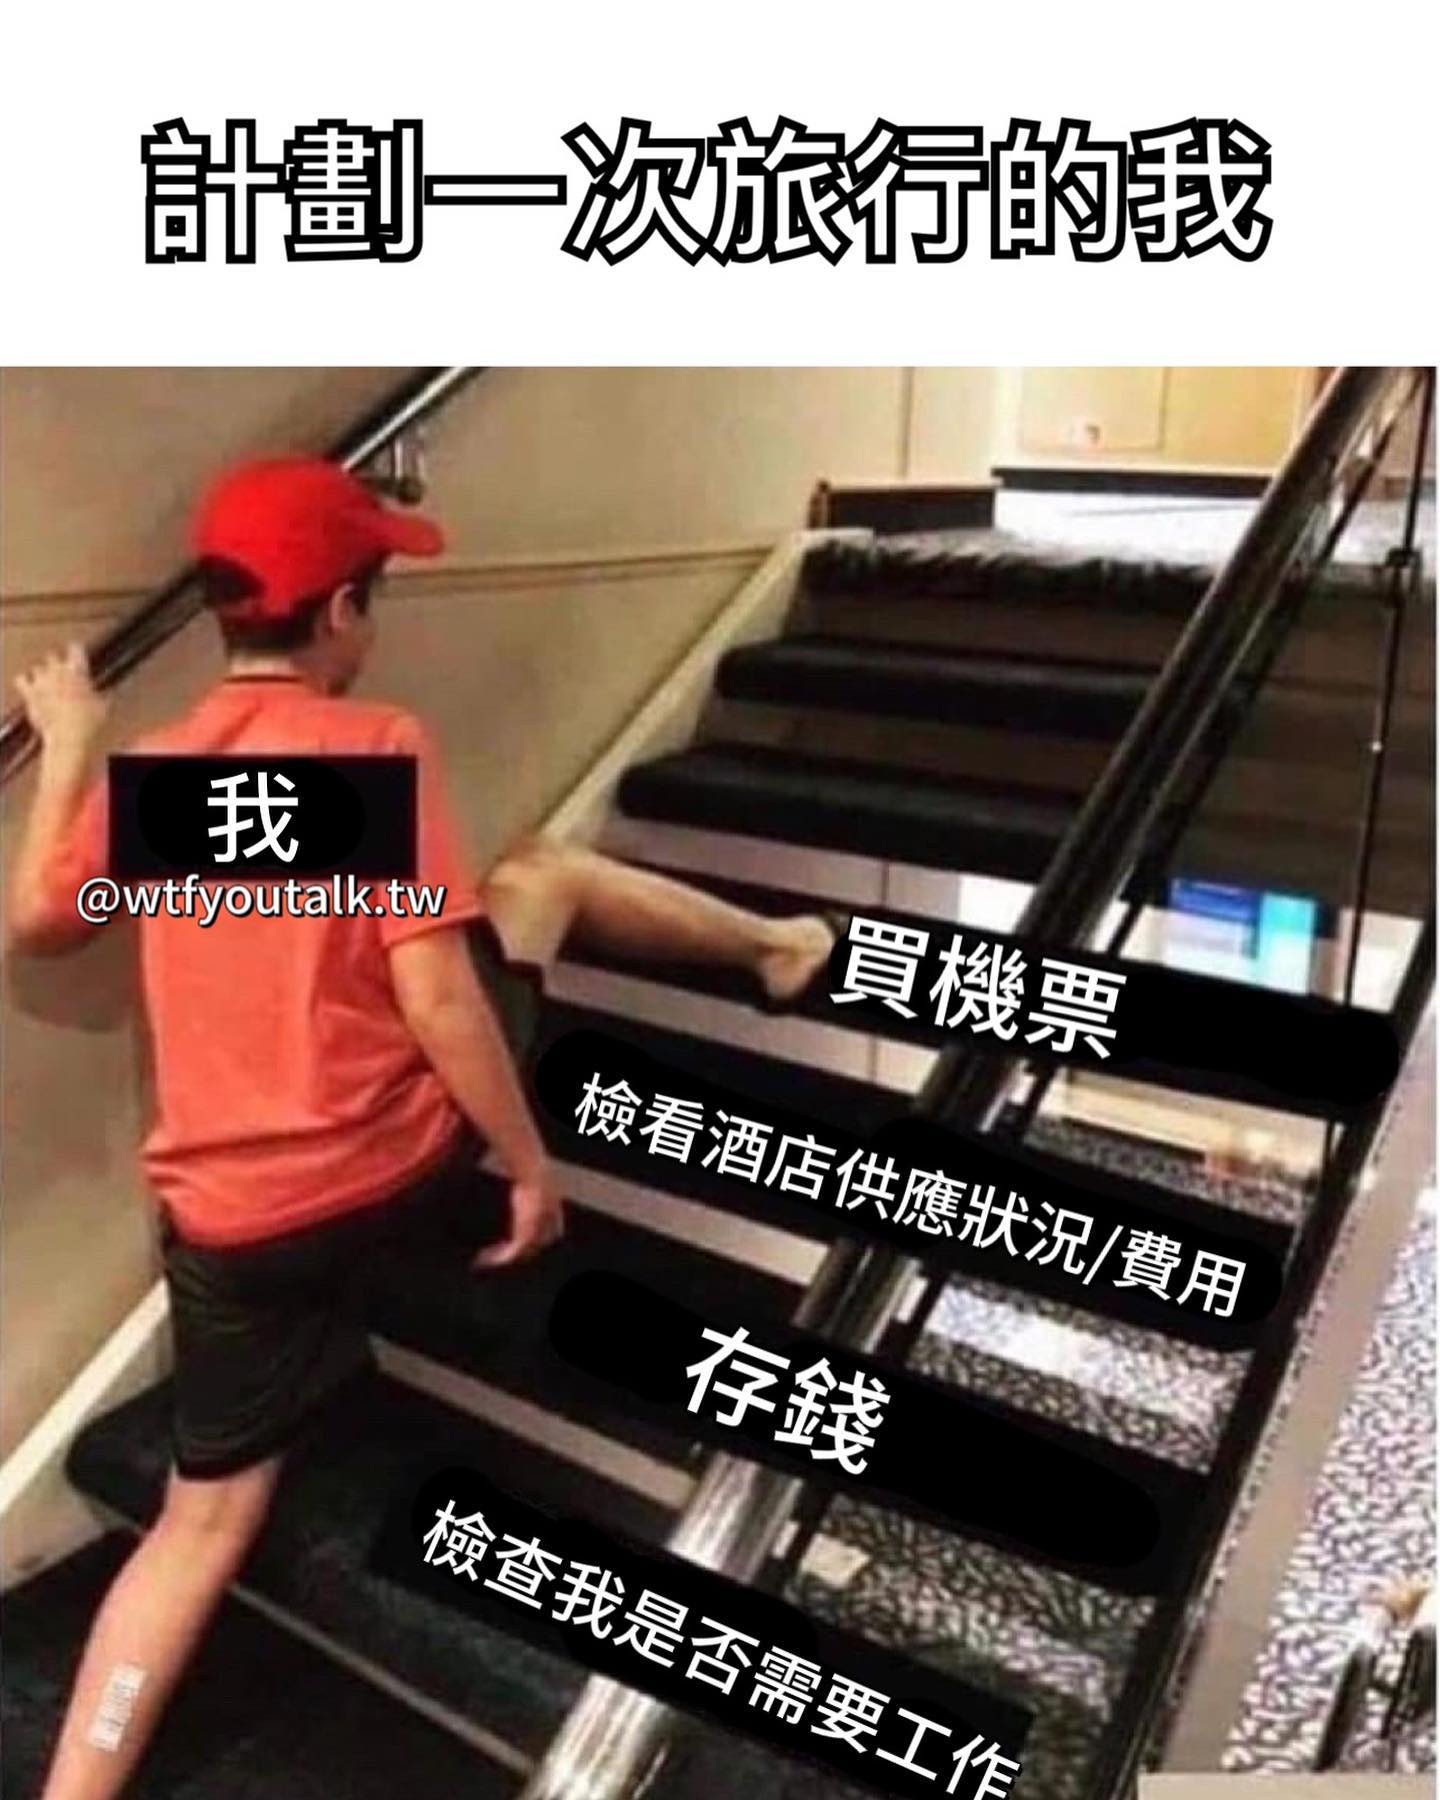 計劃一次旅行的我
我
@wtfyoutalk.tw
買機票
檢看酒店供應狀況/費用
存錢
檢查我是否需要工作